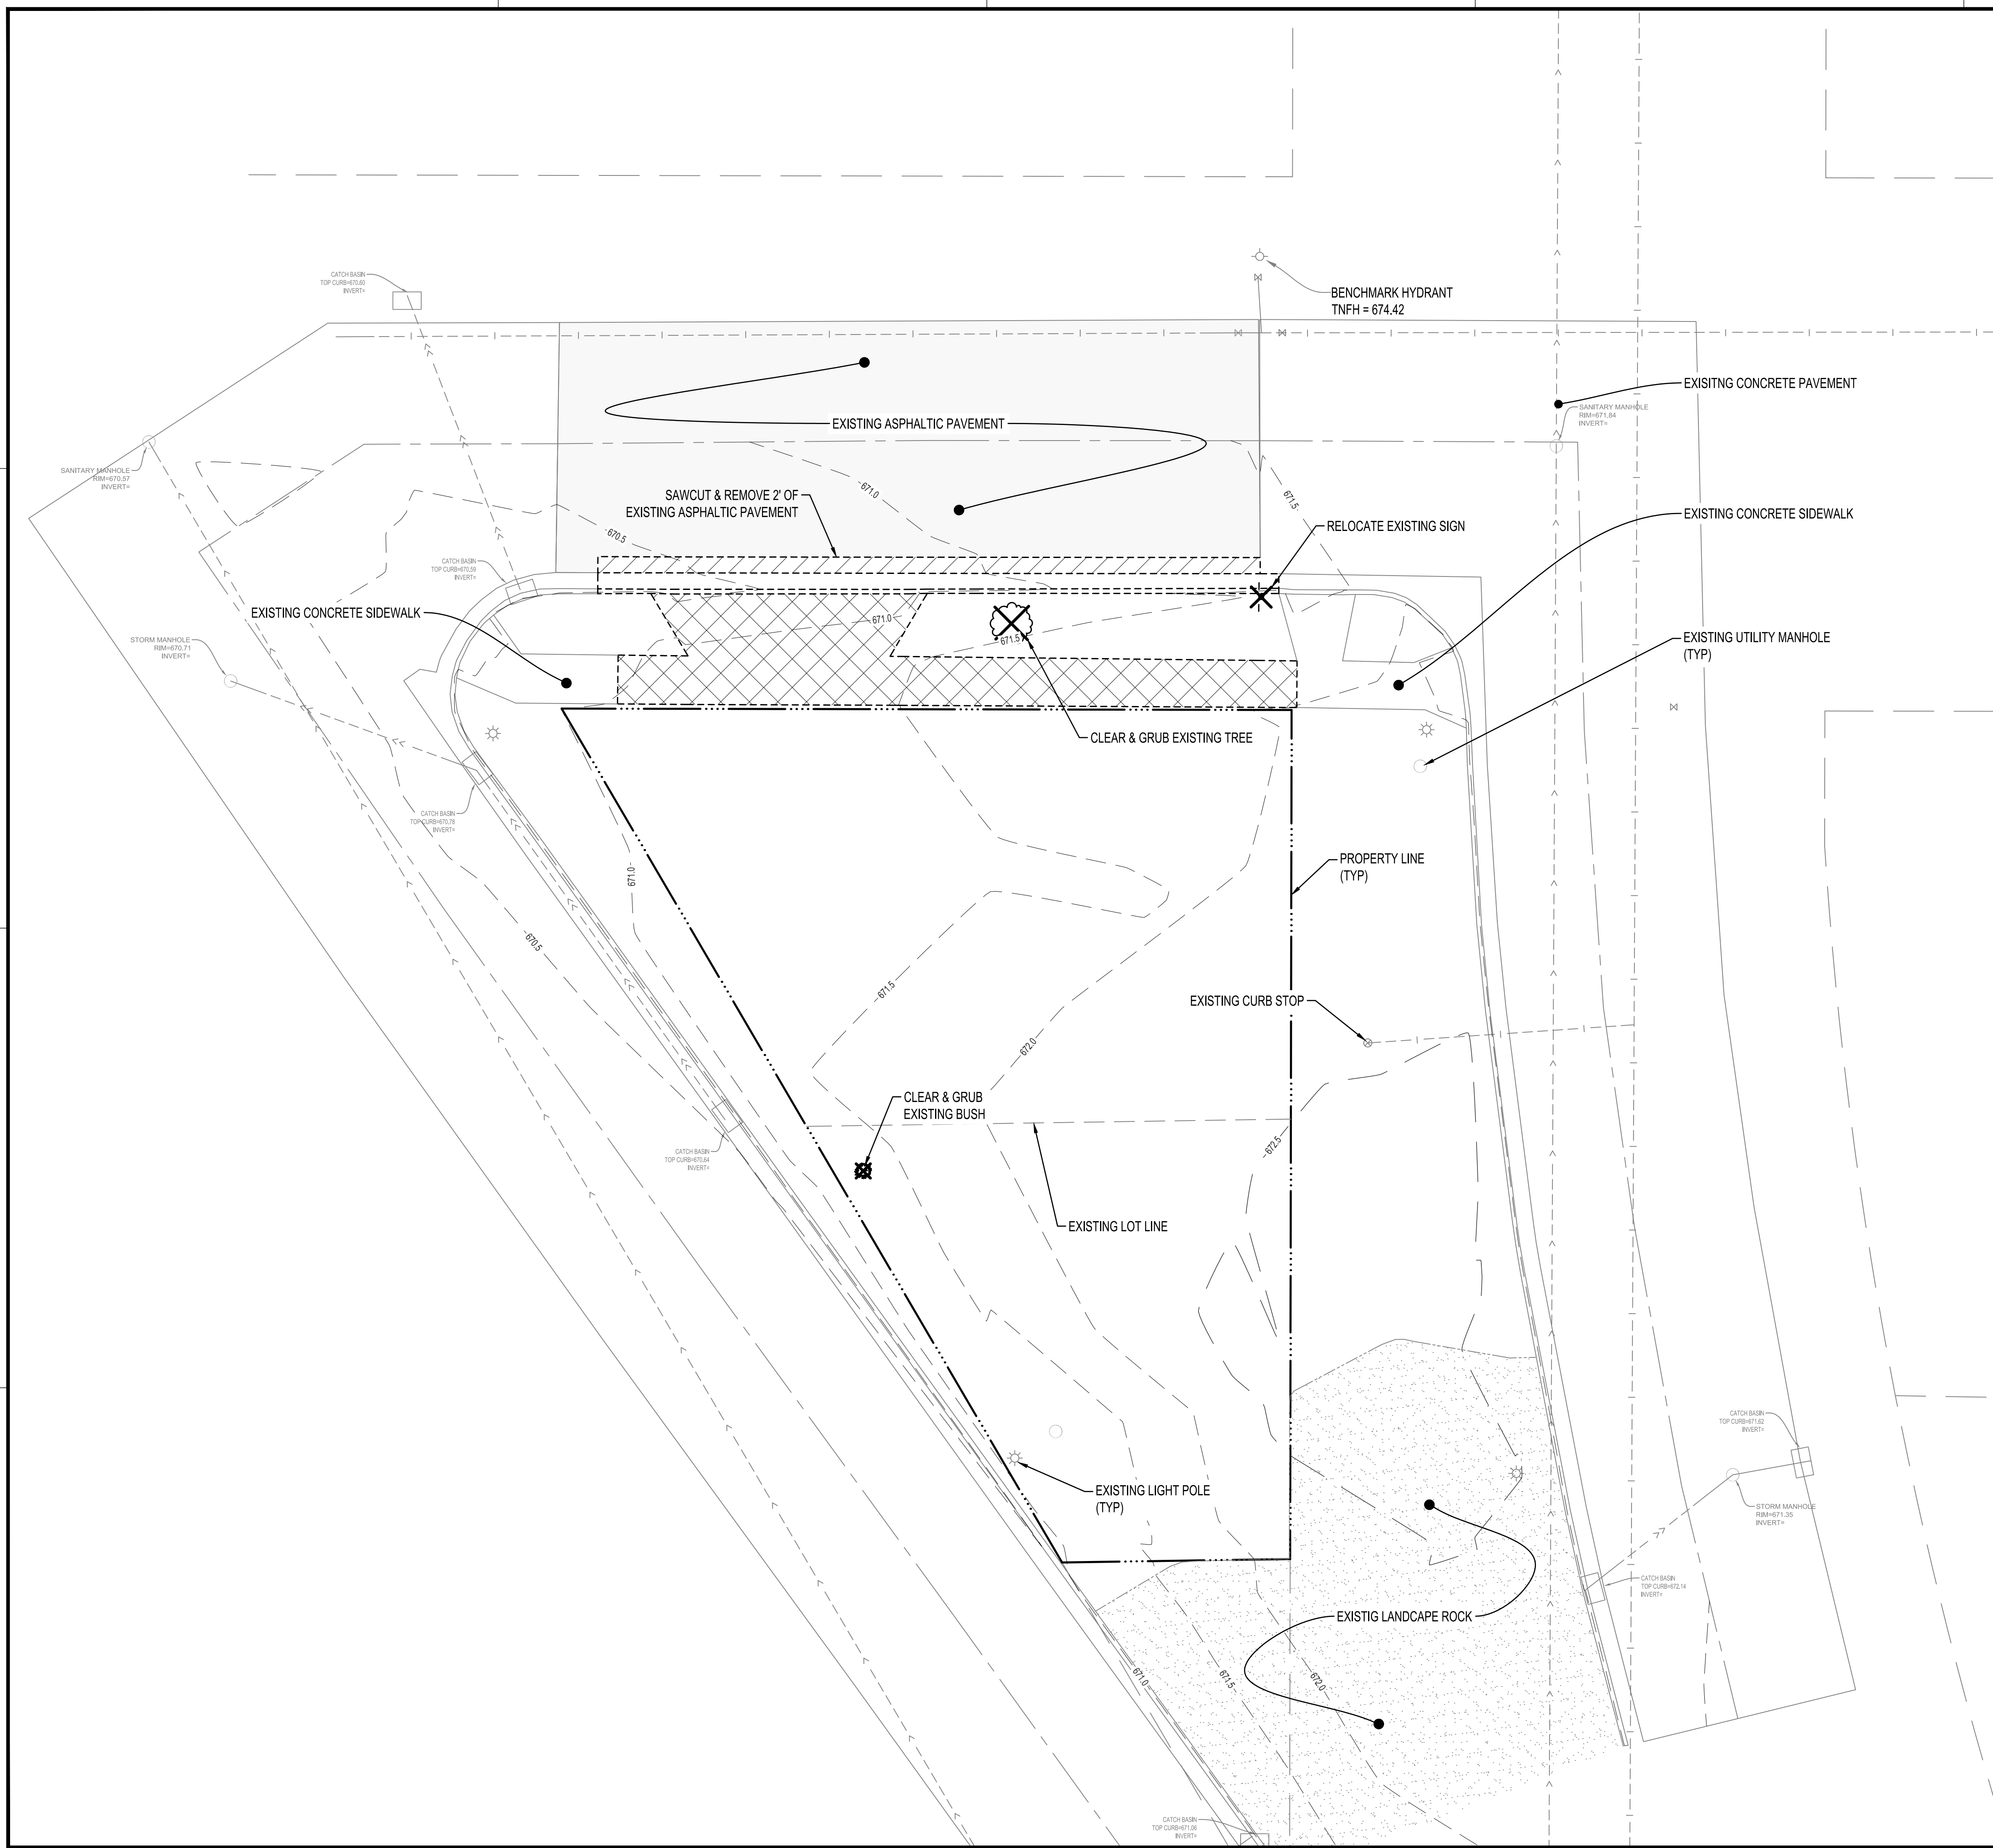 CATCH BASIN
TOP CURB=670.60
INVERT=
BENCHMARK HYDRANT
TNFH = 674.42
EXISITNG CONCRETE PAVEMENT
SANITARY MANHOLE
RIM=671.84
INVERT=
EXISTING ASPHALTIC PAVEMENT
SANITARY MANHOLE
RIM=670.57
INVERT=
671.0
SAWCUT & REMOVE 2' OF
EXISTING ASPHALTIC PAVEMENT
671.5
EXISTING CONCRETE SIDEWALK
RELOCATE EXISTING SIGN
670.5
CATCH BASIN
TOP CURB=670.59
INVERT=
EXISTING CONCRETE SIDEWALK
671.0
671.5
STORM MANHOLE
RIM=670.71
INVERT=
EXISTING UTILITY MANHOLE
(TYP)
CLEAR & GRUB EXISTING TREE
CATCH BASIN
TOP CURB=670.78
INVERT=
PROPERTY LINE
(TYP)
671.0
670.5
671.5
EXISTING CURB STOP
672.0
CLEAR & GRUB
EXISTING BUSH
672.5
CATCH BASIN
TOP CURB=670.64
INVERT=
EXISTING LOT LINE
CATCH BASIN
TOP CURB=671.62
INVERT=
EXISTING LIGHT POLE
(TYP)
STORM MANHOLE
RIM=671.35
INVERT=
CATCH BASIN
TOP CURB=672.14
INVERT=
EXISTIG LANDCAPE ROCK
671.0
671.5
672.0
CATCH BASIN
TOP CURB=671.06
INVERT=